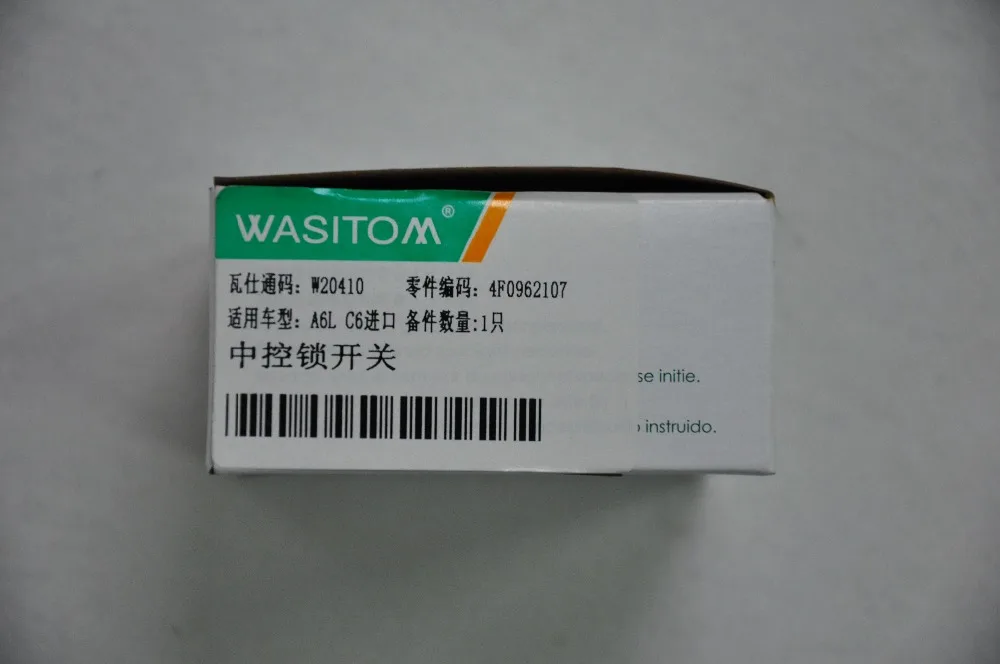 WASITOM®
瓦仕通码: W20410 零件编码: 4F0962107
适用车型: A6L C6进口 备件数量:1只
中控锁开关
se initie.
instruido.